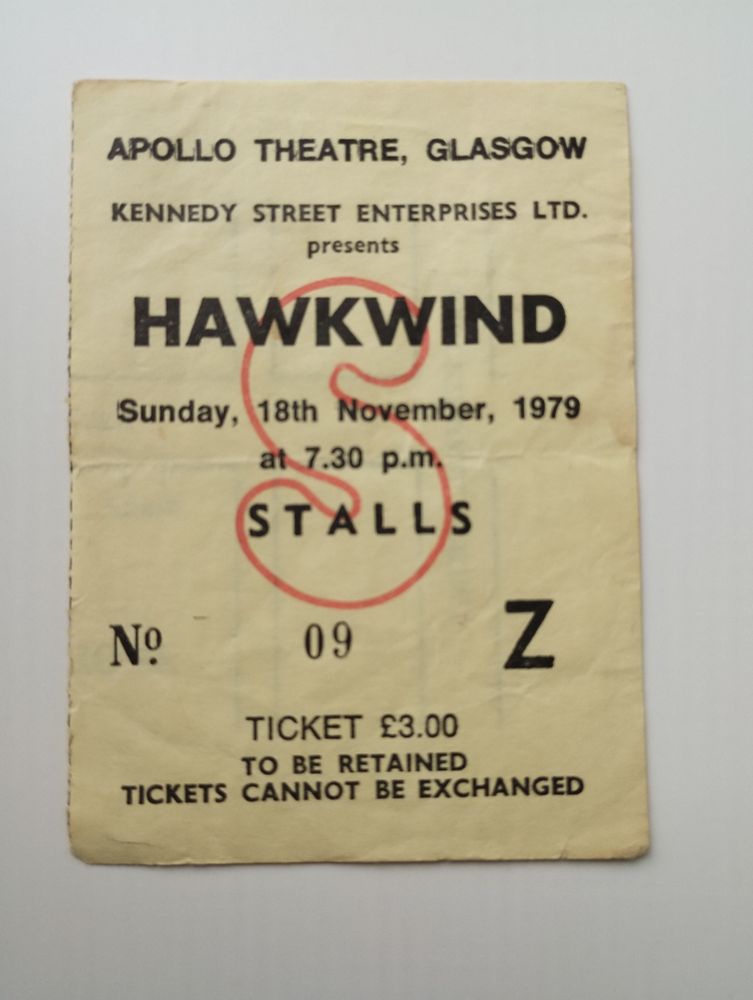 APOLLO THEATRE, GLASGOW
KENNEDY STREET ENTERPRISES LTD.
presents
HAWKWIND
Sunday, 18th November, 1979
at 7.30 p.m.
S
STALLS
Nº 09 Z
TICKET £3.00
TO BE RETAINED
TICKETS CANNOT BE EXCHANGED